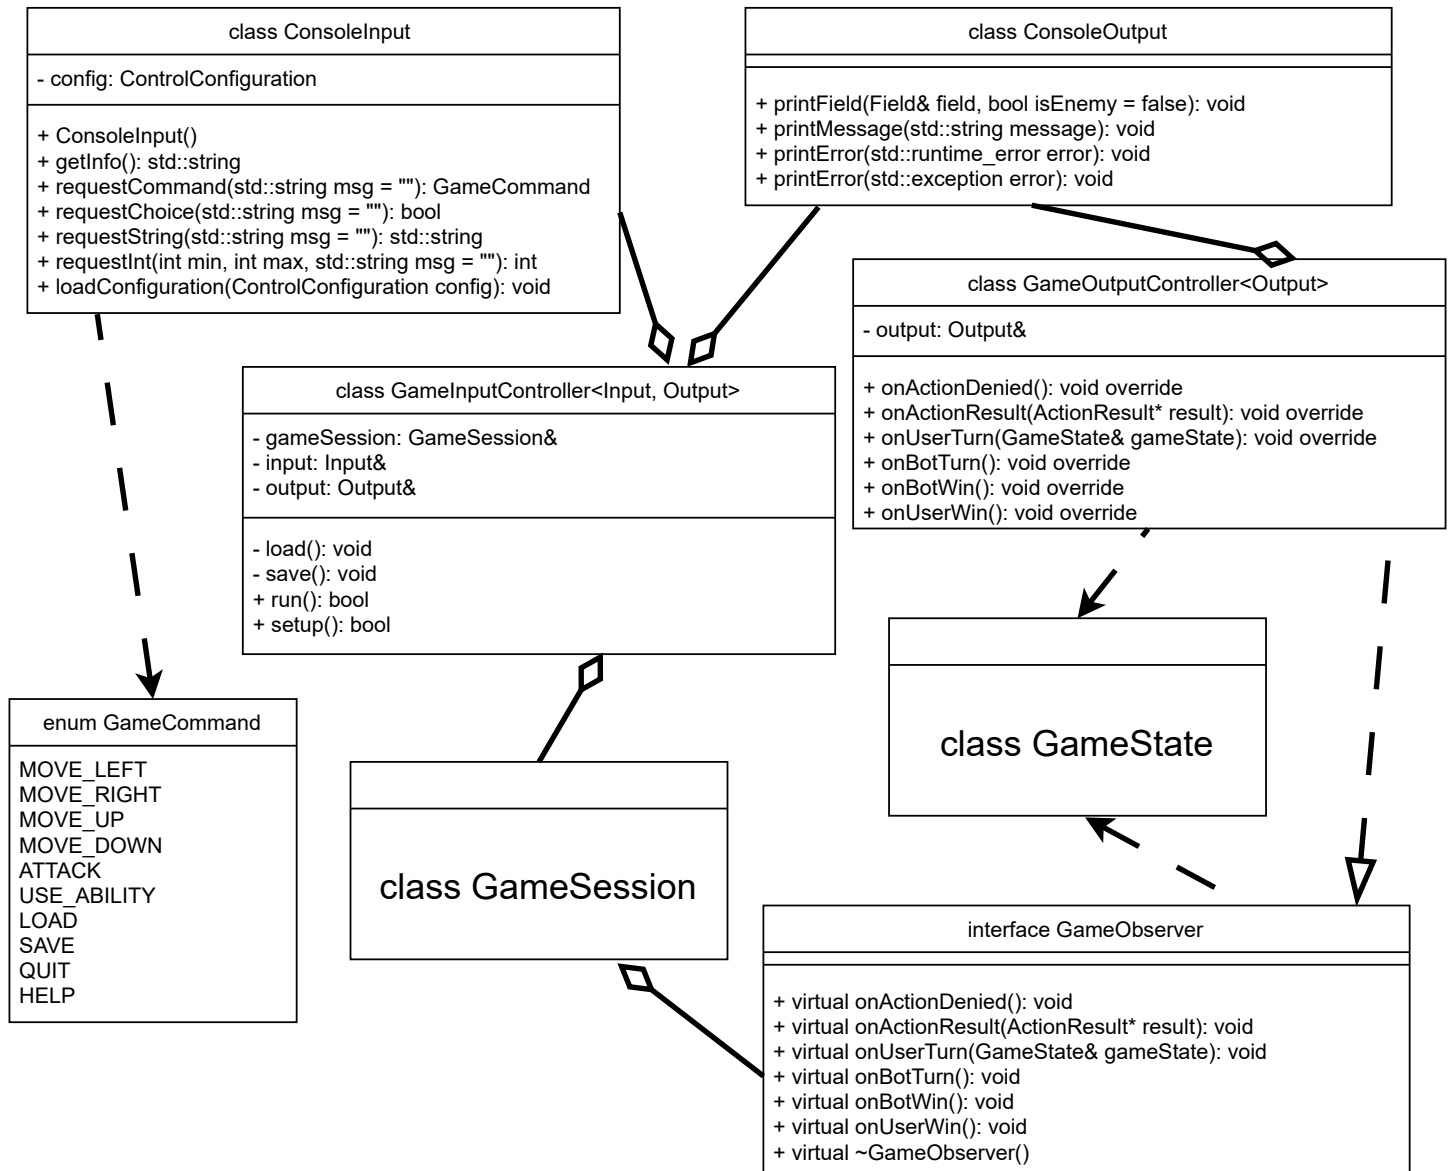 class ConsoleInput
- config: ControlConfiguration
+ ConsoleInput()
+ getInfo(): std::string
+ requestCommand(std::string msg = ""): GameCommand
+ requestChoice(std::string msg = ""): bool
+ requestString(std::string msg = ""): std::string
+ requestInt(int min, int max, std::string msg = ""): int
+ loadConfiguration(ControlConfiguration config): void
class ConsoleOutput
+ printField(Field& field, bool isEnemy = false): void
+ printMessage(std::string message): void
+ printError(std::runtime_error error): void
+ printError(std::exception error): void
class GameOutputController<Output>
- output: Output&
+ onActionDenied(): void override
+ onActionResult(ActionResult* result): void override
+ onUserTurn(GameState& gameState): void override
+ onBotTurn(): void override
+ onBotWin(): void override
+ onUserWin(): void override
class GameInputController<Input, Output>
- gameSession: GameSession&
- input: Input&
- output: Output&
- load(): void
- save(): void
+ run(): bool
+ setup(): bool
class GameState
enum GameCommand
MOVE_LEFT
MOVE_RIGHT
MOVE_UP
MOVE_DOWN
ATTACK
USE_ABILITY
LOAD
SAVE
QUIT
HELP
class GameSession
interface GameObserver
+ virtual onActionDenied(): void
+ virtual onActionResult(ActionResult* result): void
+ virtual onUserTurn(GameState& gameState): void
+ virtual onBotTurn(): void
+ virtual onBotWin(): void
+ virtual onUserWin(): void
+ virtual ~GameObserver()